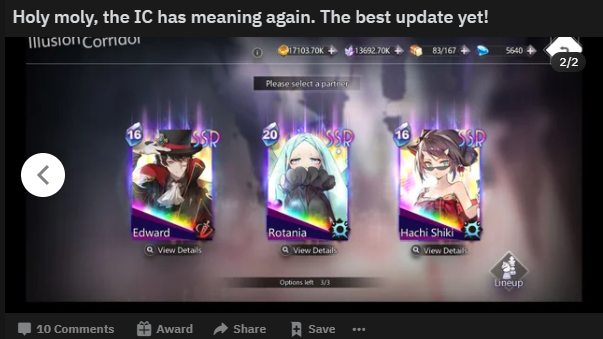 Holy moly, the IC has meaning again. The best update yet!
Illusion Corridor
17103.70K
13692.70K
83/167
5640
2/2
Please select a partner
16
SSR
20
SSR
16
SSR
Edward
Rotania
Hachi Shiki
View Details
View Details
View Details
Options left 3/3
Lineup
10 Comments
Award
Share
Save